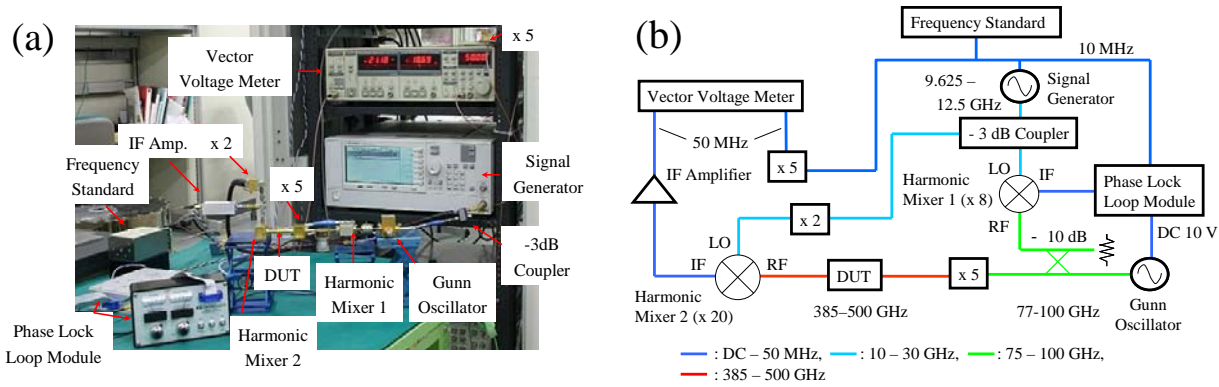 (a)
x 5
Vector
Voltage Meter
IF Amp.
x 2
Frequency
Standard
x 5
Signal
Generator
DUT
Harmonic
Mixer 1
Gunn
Oscillator
-3dB
Coupler
Phase Lock
Loop Module
Harmonic
Mixer 2
(b)
Frequency Standard
10 MHz
9.625 –
12.5 GHz
Signal
Generator
Vector Voltage Meter
50 MHz
- 3 dB Coupler
x 5
IF Amplifier
LO
IF
Harmonic
Mixer 1 (x 8)
RF
Phase Lock
Loop Module
x 2
- 10 dB
DC 10 V
LO
IF
RF
DUT
x 5
Harmonic
Mixer 2 (x 20)
385–500 GHz
77-100 GHz
Gunn
Oscillator
: DC – 50 MHz,
: 10 – 30 GHz,
: 75 – 100 GHz,
: 385 – 500 GHz